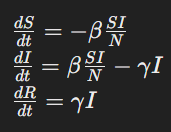 dS/dt = −β SI/N
dI/dt = β SI/N − γI
dR/dt = γI